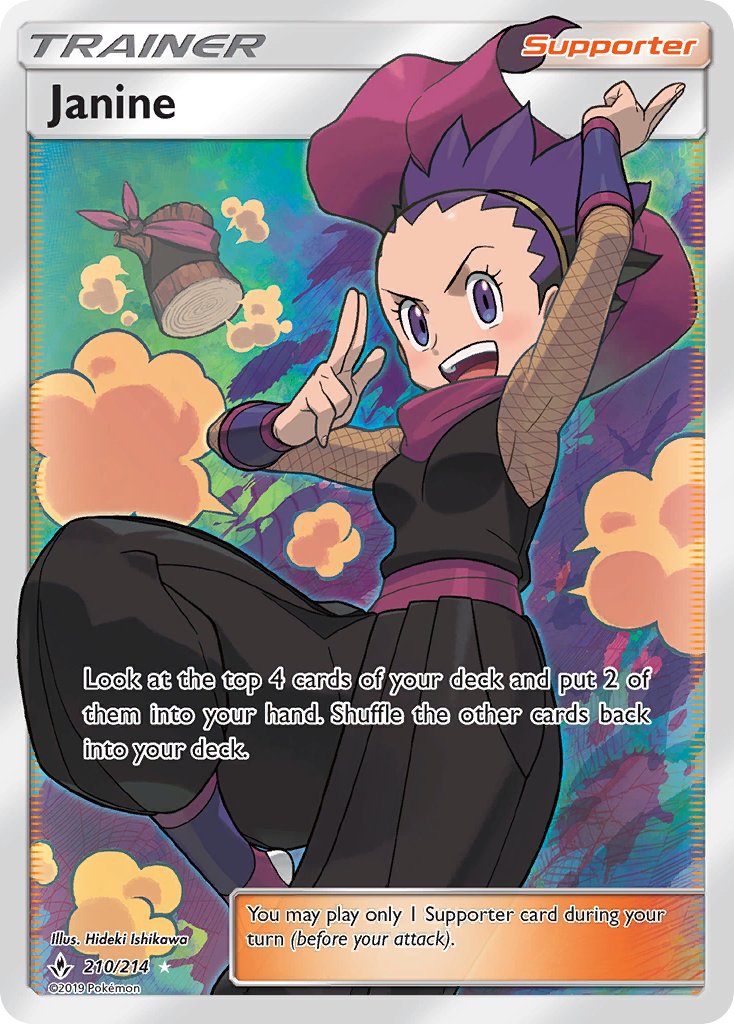 TRAINER
Supporter
Janine
Look at the top 4 cards of your deck and put 2 of
them into your hand. Shuffle the other cards back
into your deck.
You may play only 1 Supporter card during your
turn (before your attack).
Illus. Hideki Ishikawa
210/214
©2019 Pokémon